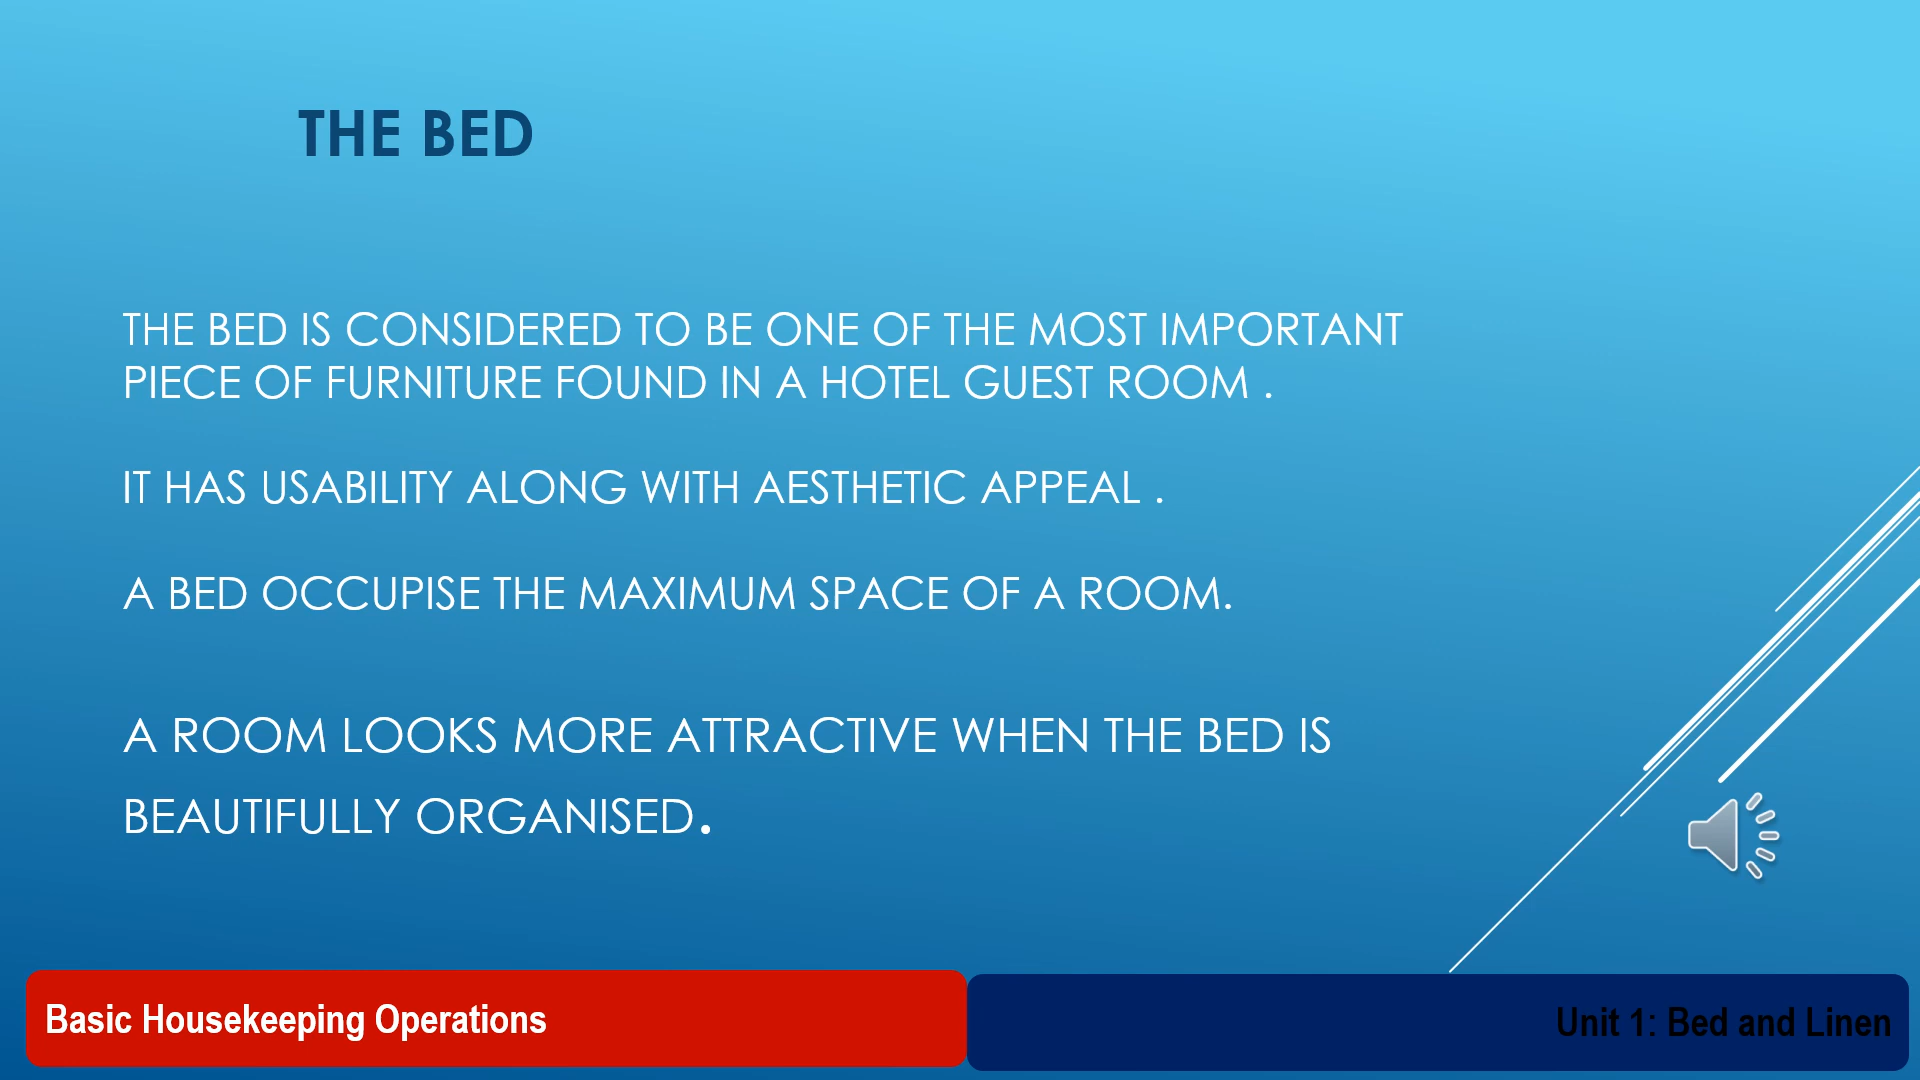 THE BED
THE BED IS CONSIDERED TO BE ONE OF THE MOST IMPORTANT
PIECE OF FURNITURE FOUND IN A HOTEL GUEST ROOM .
IT HAS USABILITY ALONG WITH AESTHETIC APPEAL .
A BED OCCUPISE THE MAXIMUM SPACE OF A ROOM.
A ROOM LOOKS MORE ATTRACTIVE WHEN THE BED IS
BEAUTIFULLY ORGANISED.
Basic Housekeeping Operations
Unit 1: Bed and Linen